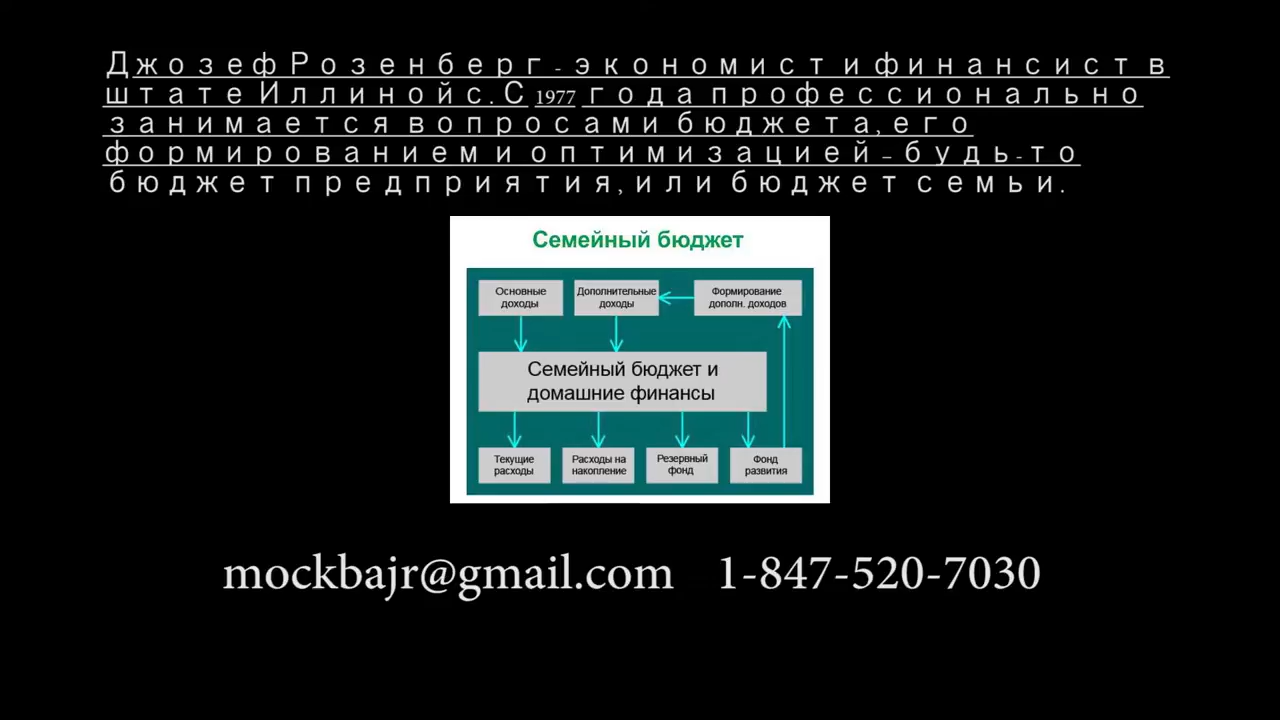 Джозеф Розенберг - экономист и финансист в
штате Иллинойс. С 1977 года профессионально
занимается вопросами бюджета, его
формированием и оптимизацией – будь-то
бюджет предприятия, или бюджет семьи.
Семейный бюджет
Основные
доходы
Дополнительные
доходы
Формирование
дополн. доходов
Семейный бюджет и
домашние финансы
Текущие
расходы
Расходы на
накопление
Резервный
фонд
Фонд
развития
mockbajr@gmail.com 1-847-520-7030